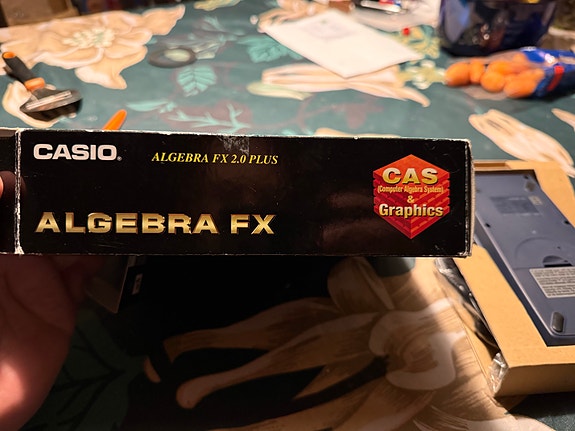 CASIO®
ALGEBRA FX 2.0 PLUS
ALGEBRA FX
CAS
(Computer Algebra System)
&
Graphics